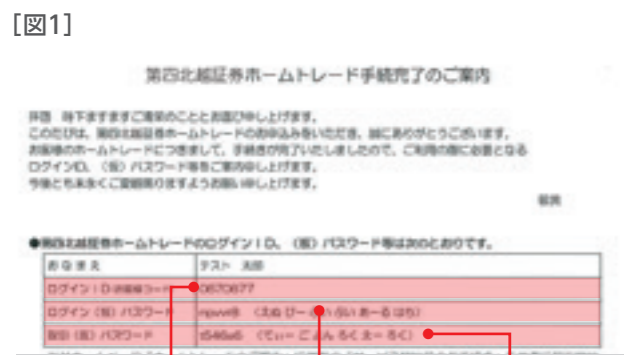 [図1]
第四北越証券ホームトレード手続完了のご案内
拝啓 時下ますますご清栄のこととお喜び申し上げます。
このたびは、第四北越証券ホームトレードのお申込みをいただき、誠にありがとうございます。
お客様のホームトレードにつきまして、手続きが完了いたしましたので、ご利用の際に必要となる
ログインID、(仮)パスワード等をご案内申し上げます。
今後とも末永くご愛顧賜りますようお願い申し上げます。
敬具
●第四北越証券ホームトレードのログインID、(仮)パスワード等は次のとおりです。
おなまえ テスト 太郎
ログインID 0870877
ログイン(仮)パスワード
取引(仮)パスワード t546a6